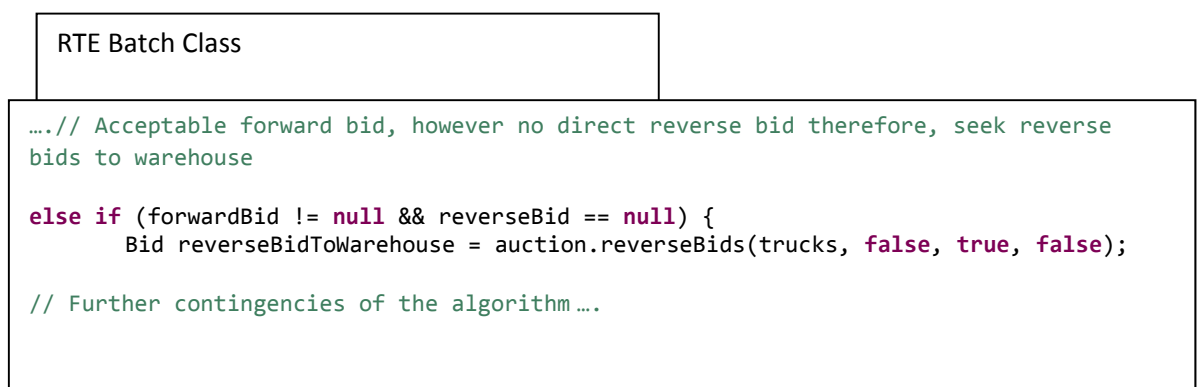 RTE Batch Class
….// Acceptable forward bid, however no direct reverse bid therefore, seek reverse
bids to warehouse
else if (forwardBid != null && reverseBid == null) {
Bid reverseBidToWarehouse = auction.reverseBids(trucks, false, true, false);
// Further contingencies of the algorithm ….